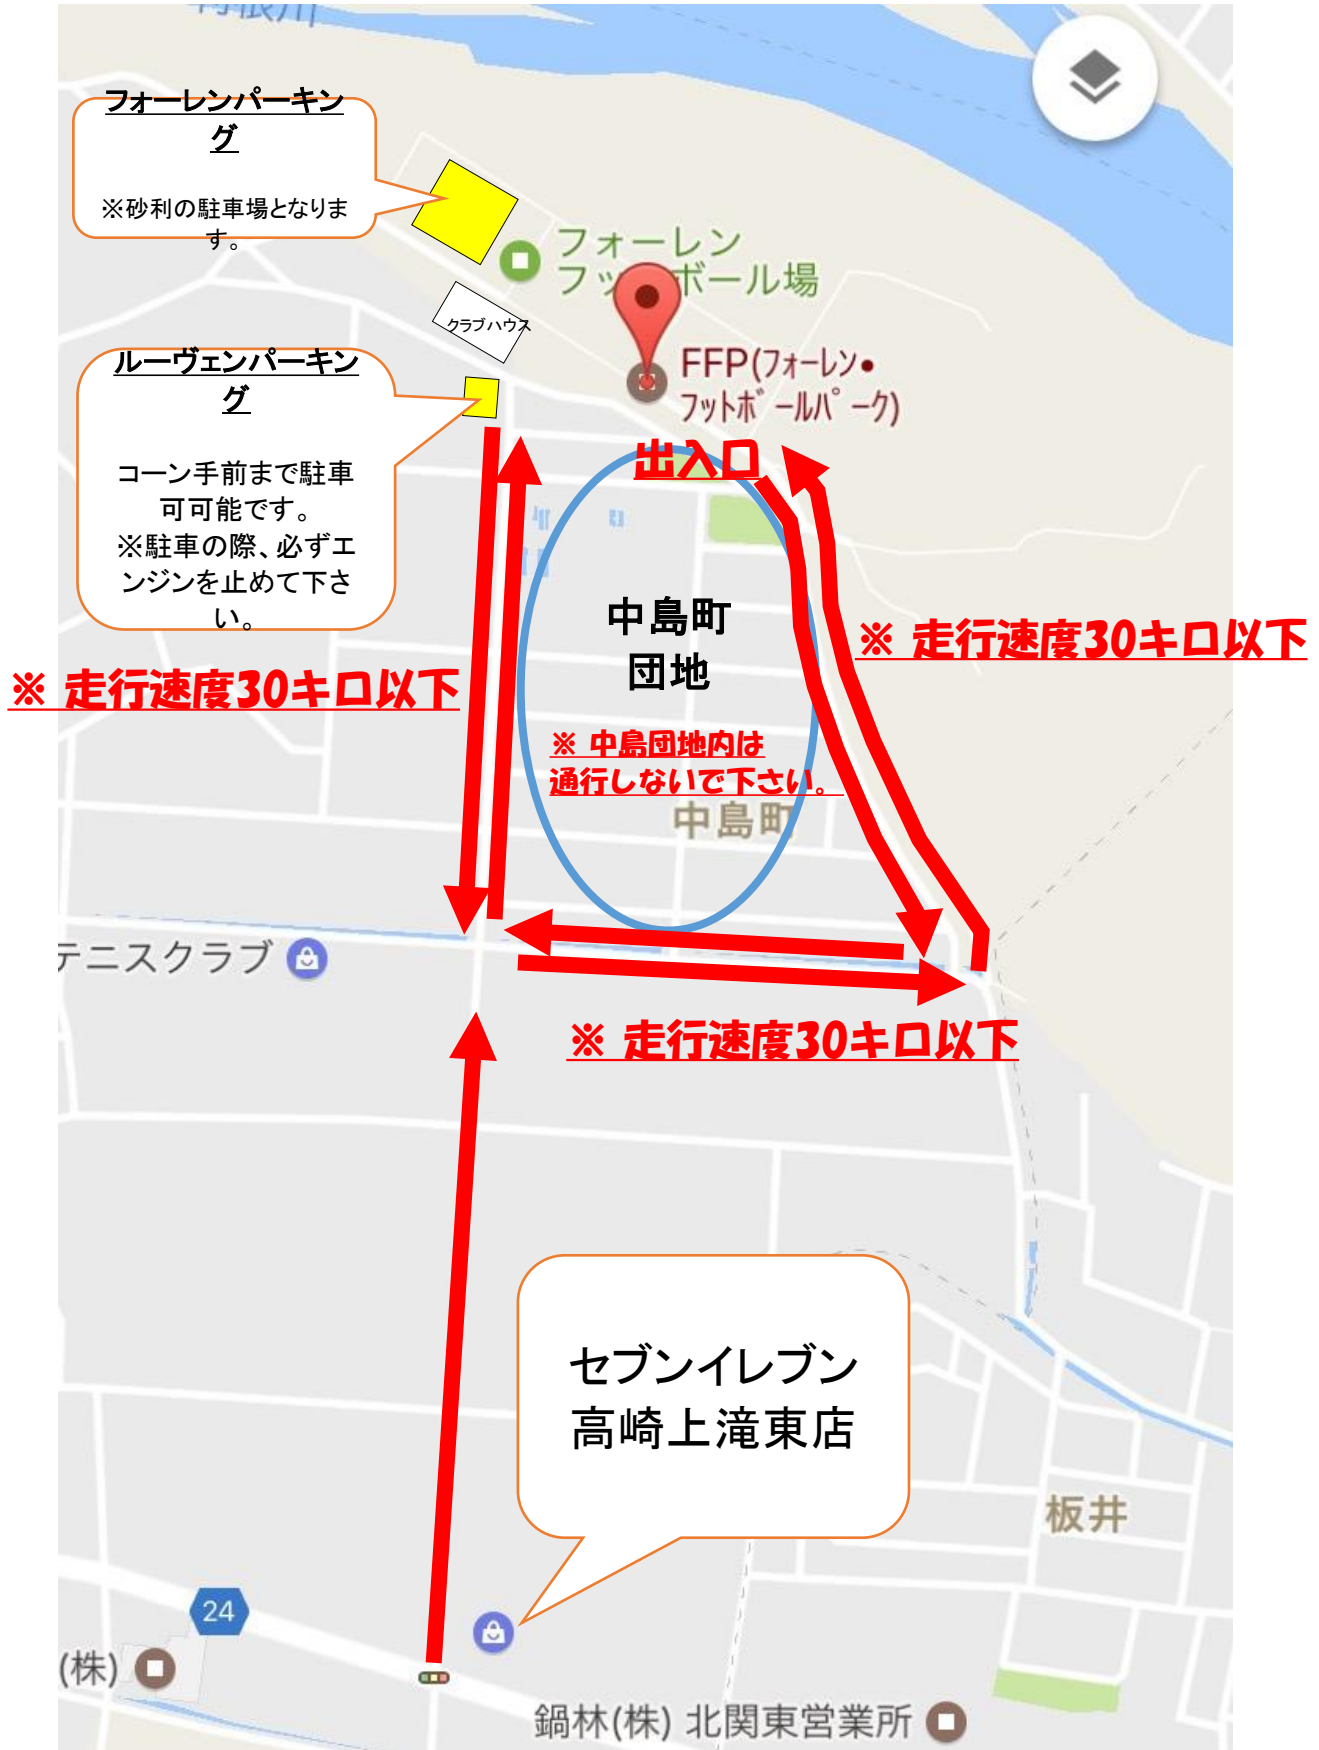 利根川
フォーレンパーキン
グ
※砂利の駐車場となりま
す。
フォーレン
フットボール場
クラブハウス
FFP(フォーレン・
フットボールパーク)
ルーヴェンパーキン
グ
コーン手前まで駐車
可可能です。
※駐車の際、必ずエ
ンジンを止めて下さ
い。
出入口
中島町
団地
※ 走行速度30キロ以下
※ 走行速度30キロ以下
※ 中島団地内は
通行しないで下さい。
中島町
テニスクラブ
※ 走行速度30キロ以下
セブンイレブン
高崎上滝東店
板井
24
(株)
鍋林(株) 北関東営業所